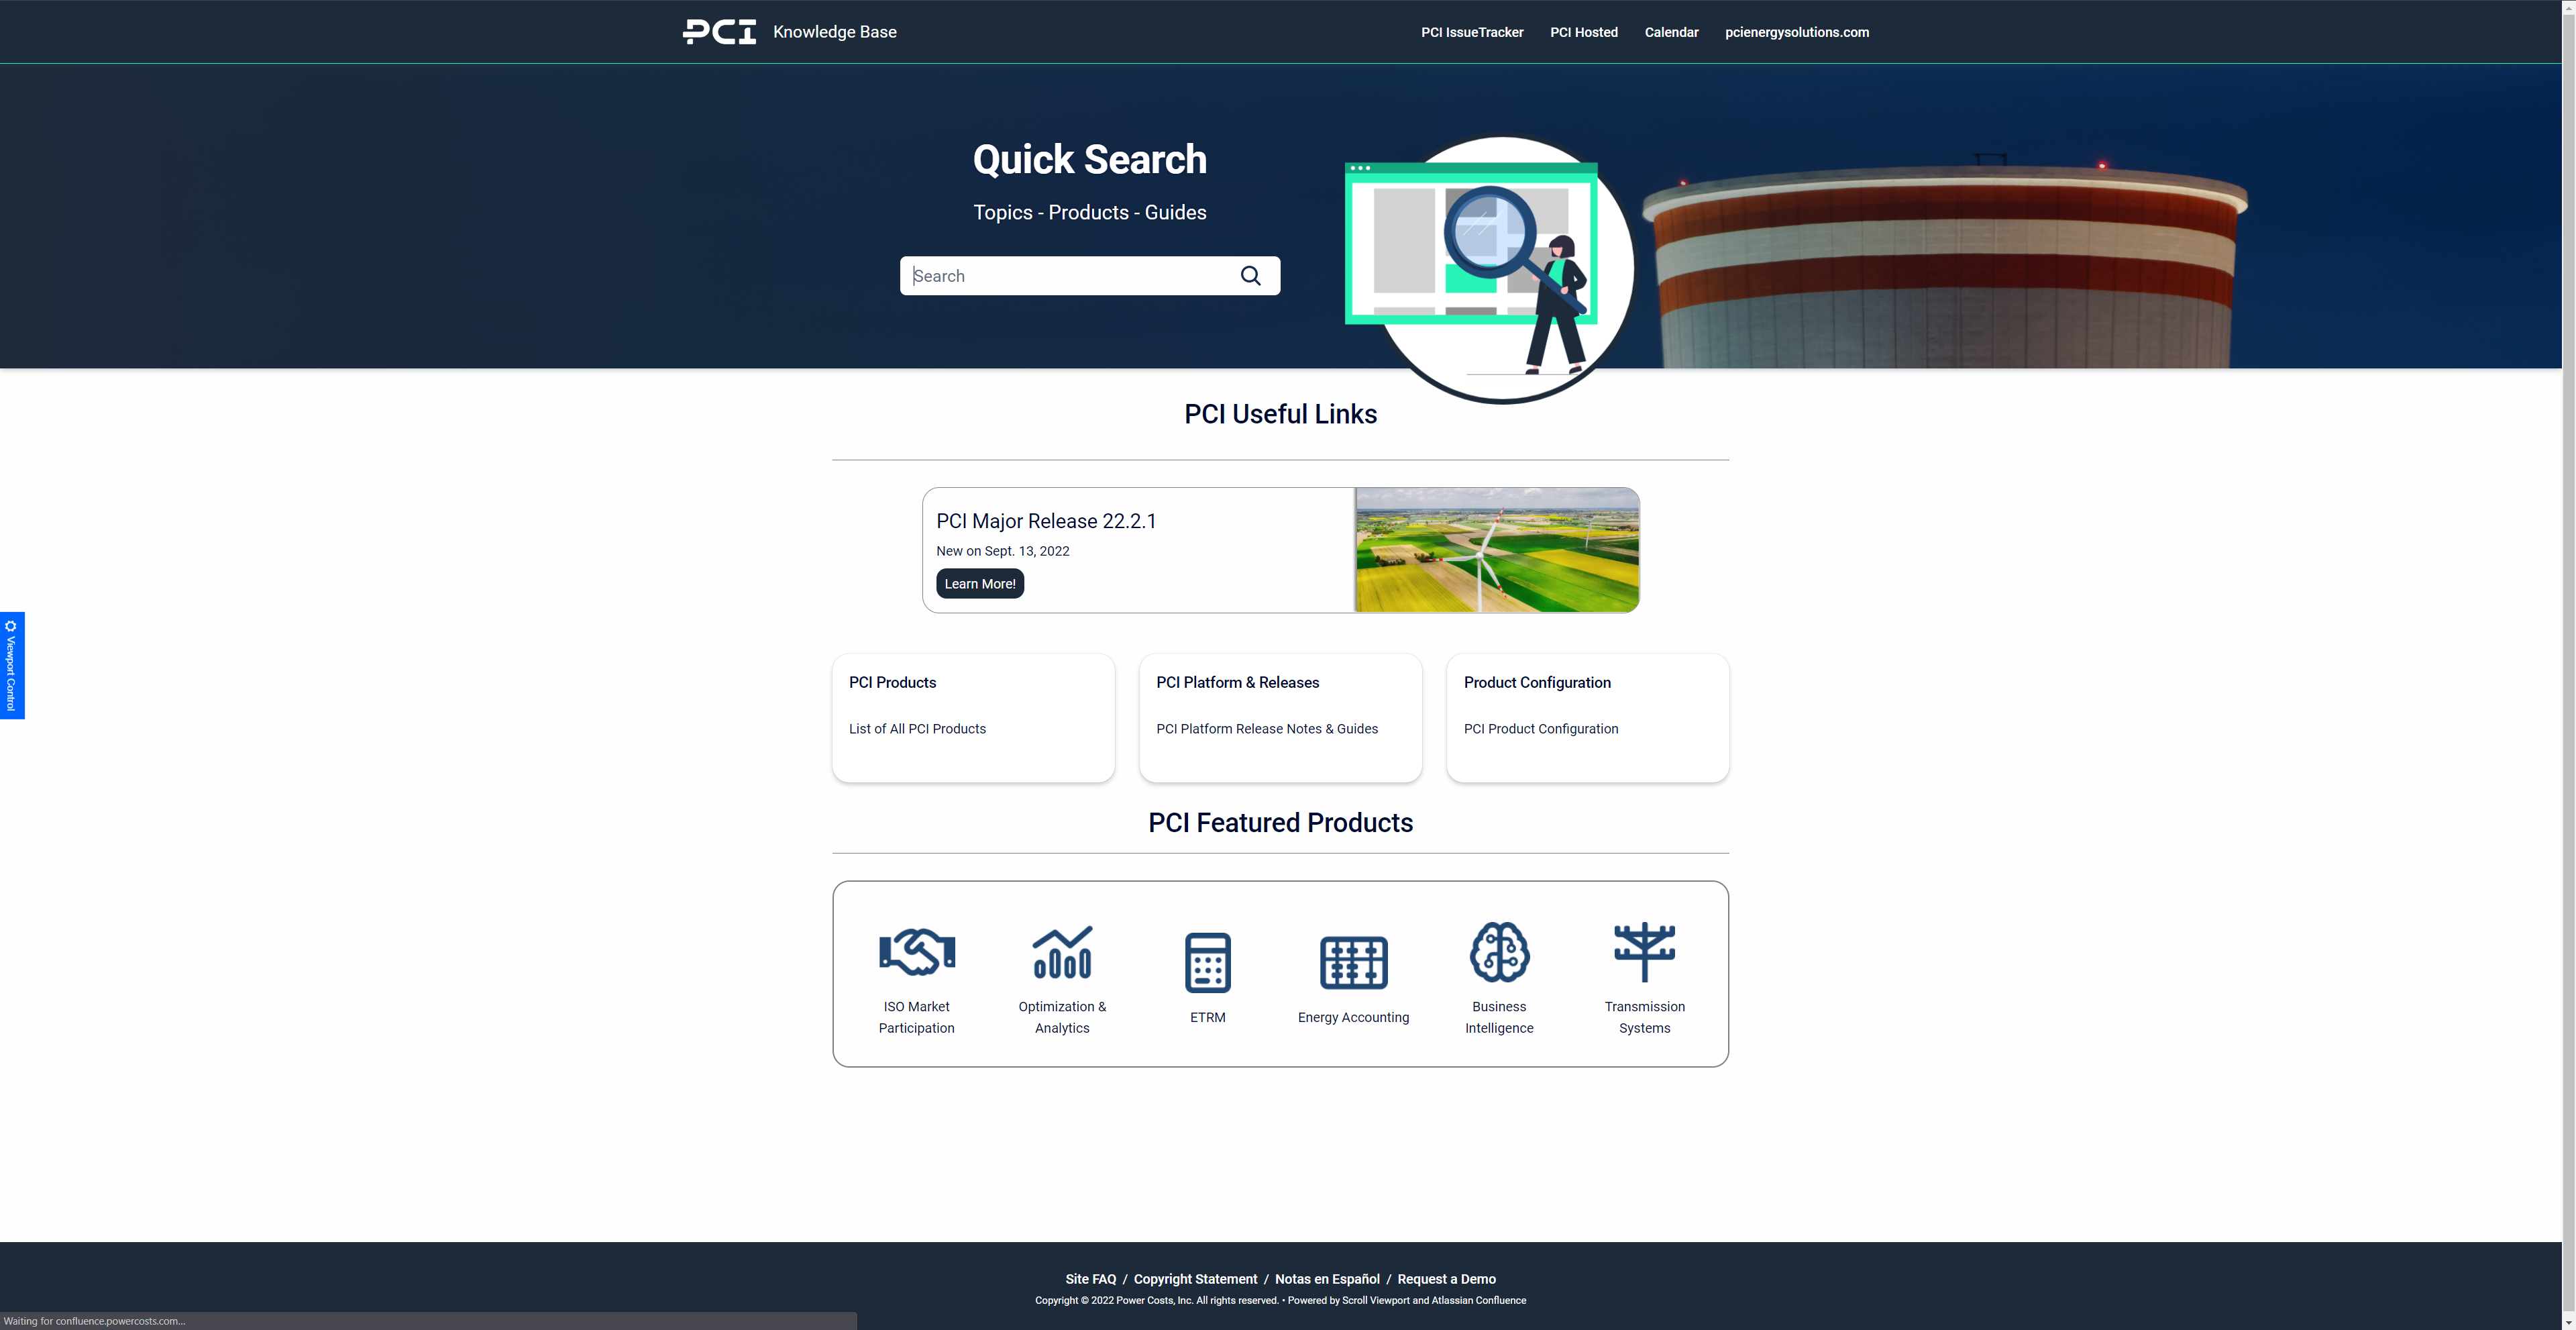 PCI Knowledge Base
PCI IssueTracker
PCI Hosted
Calendar
pcienergysolutions.com
Quick Search
Topics - Products - Guides
Search
PCI Useful Links
PCI Major Release 22.2.1
New on Sept. 13, 2022
Learn More!
Viewport Control
PCI Products
List of All PCI Products
PCI Platform & Releases
PCI Platform Release Notes & Guides
Product Configuration
PCI Product Configuration
PCI Featured Products
ISO Market
Participation
Optimization &
Analytics
ETRM
Energy Accounting
Business
Intelligence
Transmission
Systems
Site FAQ / Copyright Statement / Notas en Español / Request a Demo
Copyright © 2022 Power Costs, Inc. All rights reserved. • Powered by Scroll Viewport and Atlassian Confluence
Waiting for confluence.powercosts.com...